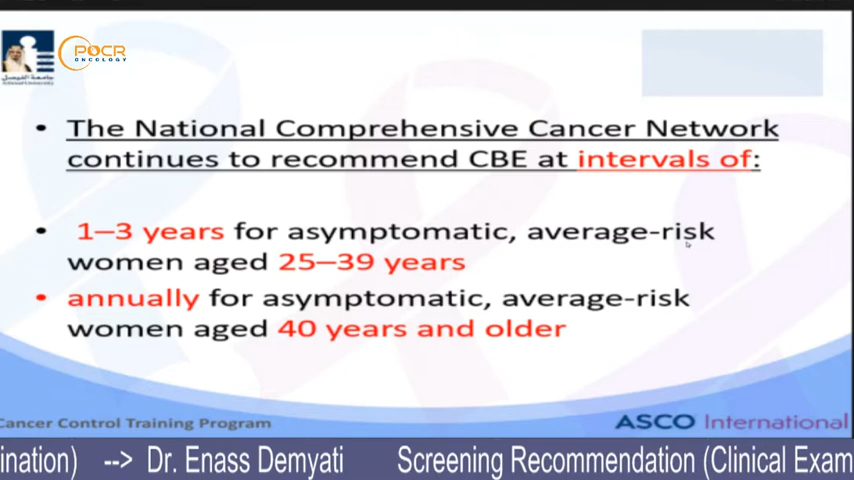 جامعة الفيصل
POCR
ONCOLOGY
• The National Comprehensive Cancer Network
continues to recommend CBE at intervals of:
• 1–3 years for asymptomatic, average-risk
women aged 25–39 years
• annually for asymptomatic, average-risk
women aged 40 years and older
Cancer Control Training Program
ASCO International
ination) --> Dr. Enass Demyati Screening Recommendation (Clinical Exam